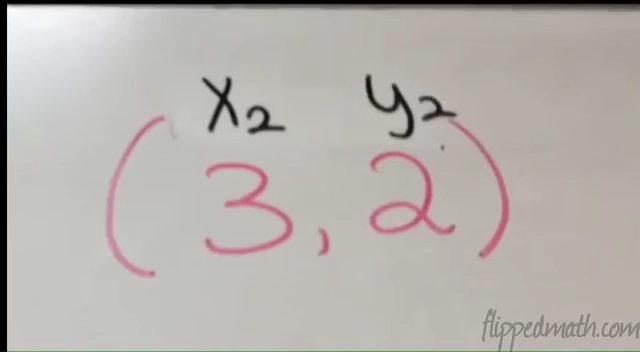 x₂ y₂
(3, 2)
flippedmath.com